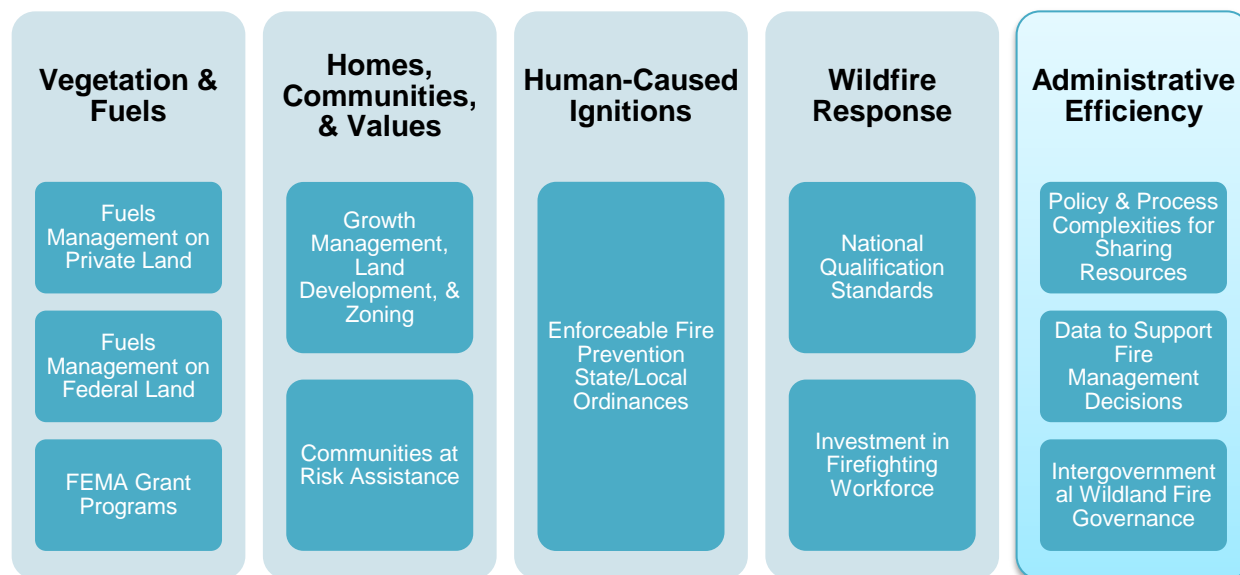 Vegetation &
Fuels
Fuels
Management on
Private Land
Fuels
Management on
Federal Land
FEMA Grant
Programs
Homes,
Communities,
& Values
Growth
Management,
Land
Development, &
Zoning
Communities at
Risk Assistance
Human-Caused
Ignitions
Enforceable Fire
Prevention
State/Local
Ordinances
Wildfire
Response
National
Qualification
Standards
Investment in
Firefighting
Workforce
Administrative
Efficiency
Policy & Process
Complexities for
Sharing
Resources
Data to Support
Fire
Management
Decisions
Intergovernment
al Wildland Fire
Governance